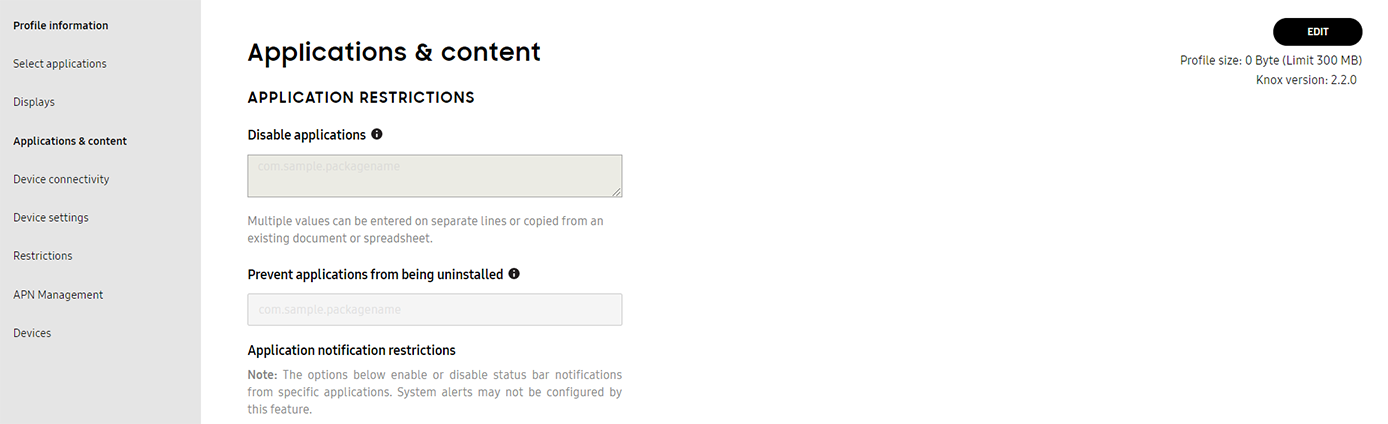 Profile information
Select applications
Displays
Applications & content
Device connectivity
Device settings
Restrictions
APN Management
Devices
EDIT
Profile size: 0 Byte (Limit 300 MB)
Knox version: 2.2.0
Applications & content
APPLICATION RESTRICTIONS
Disable applications
com.sample.packagename
Multiple values can be entered on separate lines or copied from an
existing document or spreadsheet.
Prevent applications from being uninstalled
com.sample.packagename
Application notification restrictions
Note: The options below enable or disable status bar notifications
from specific applications. System alerts may not be configured by
this feature.